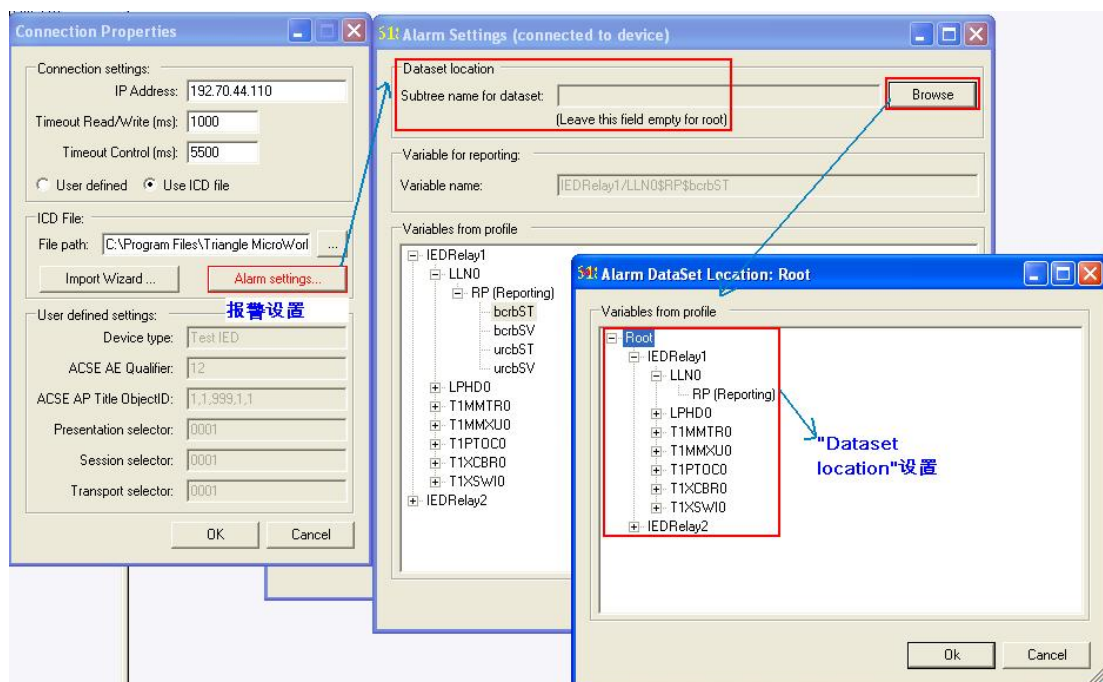 Connection Properties
Connection settings:
IP Address: 192.70.44.110
Timeout Read/Write (ms): 1000
Timeout Control (ms): 5500
User defined Use ICD file
ICD File:
File path: C:\Program Files\Triangle MicroWorl ...
Import Wizard ... Alarm settings...
报警设置
User defined settings:
Device type: Test IED
ACSE AE Qualifier: 12
ACSE AP Title ObjectID: 1,1,999,1,1
Presentation selector: 0001
Session selector: 0001
Transport selector: 0001
OK Cancel
Alarm Settings (connected to device)
Dataset location
Subtree name for dataset: Browse
(Leave this field empty for root)
Variable for reporting:
Variable name: IEDRelay1/LLN0$RP$bcrbST
Variables from profile
IEDRelay1
LLN0
RP (Reporting)
bcrbST
bcrbSV
urcbST
urcbSV
LPHD0
T1MMTR0
T1MMXU0
T1PTOC0
T1XCBR0
T1XSWI0
IEDRelay2
Alarm DataSet Location: Root
Variables from profile
Root
IEDRelay1
LLN0
RP (Reporting)
LPHD0
T1MMTR0
T1MMXU0
T1PTOC0
T1XCBR0
T1XSWI0
IEDRelay2
"Dataset
location"设置
Ok Cancel